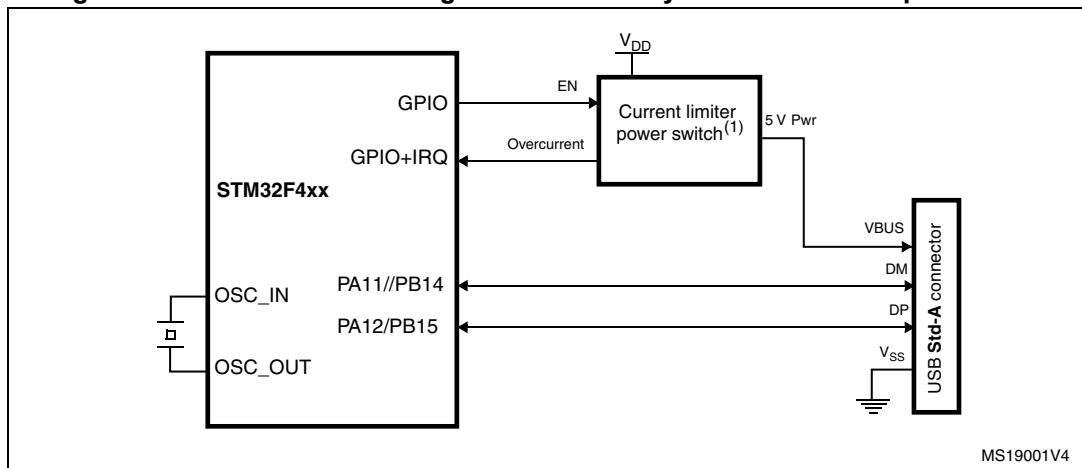 VDD
EN
GPIO
Current limiter
power switch(1)
5 V Pwr
Overcurrent
GPIO+IRQ
STM32F4xx
VBUS
DM
PA11//PB14
OSC_IN
DP
PA12/PB15
VSS
OSC_OUT
USB Std-A connector
MS19001V4